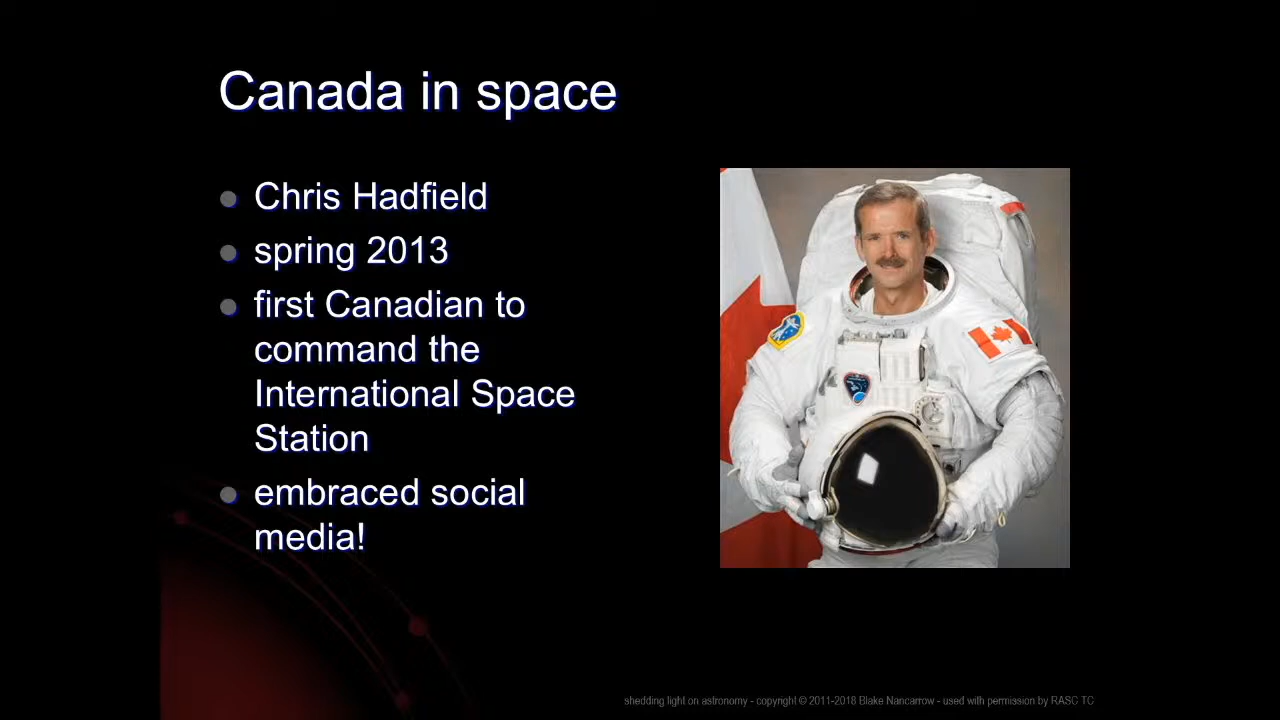 Canada in space
Chris Hadfield
spring 2013
first Canadian to
command the
International Space
Station
embraced social
media!
shedding light on astronomy - copyright © 2011-2018 Blake Nancarrow - used with permission by RASC TC